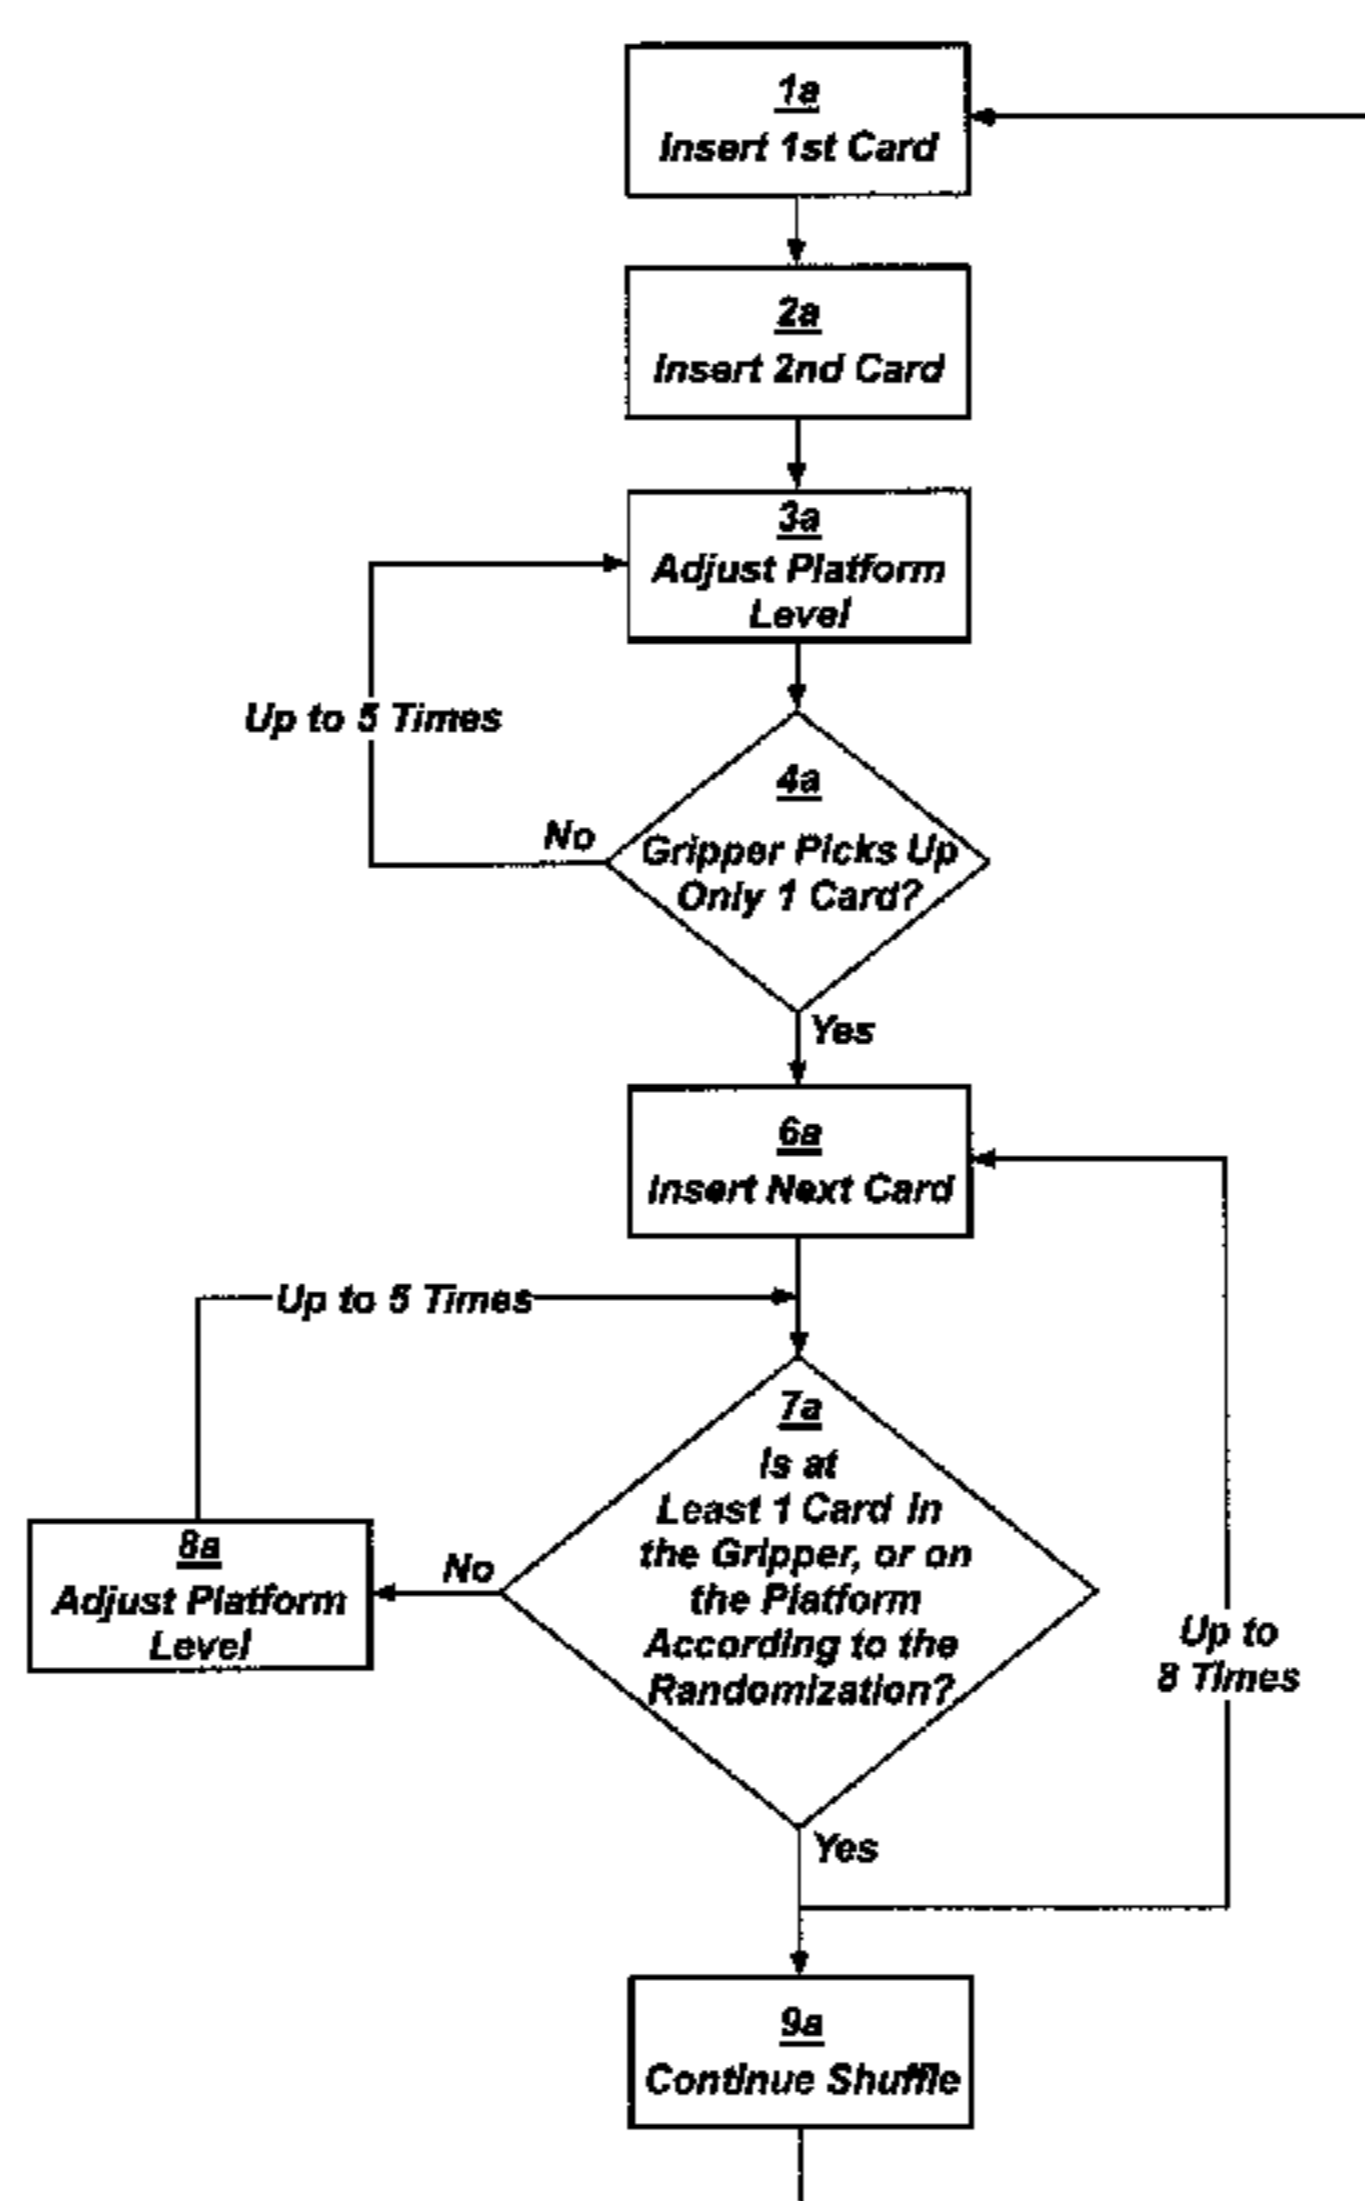 1a
Insert 1st Card
2a
Insert 2nd Card
3a
Adjust Platform
Level
Up to 5 Times
4a
No
Gripper Picks Up
Only 1 Card?
Yes
6a
Insert Next Card
Up to 5 Times
7a
Is at
Least 1 Card in
the Gripper, or on
the Platform
According to the
Randomization?
8a
Adjust Platform
Level
No
Up to
8 Times
Yes
9a
Continue Shuffle